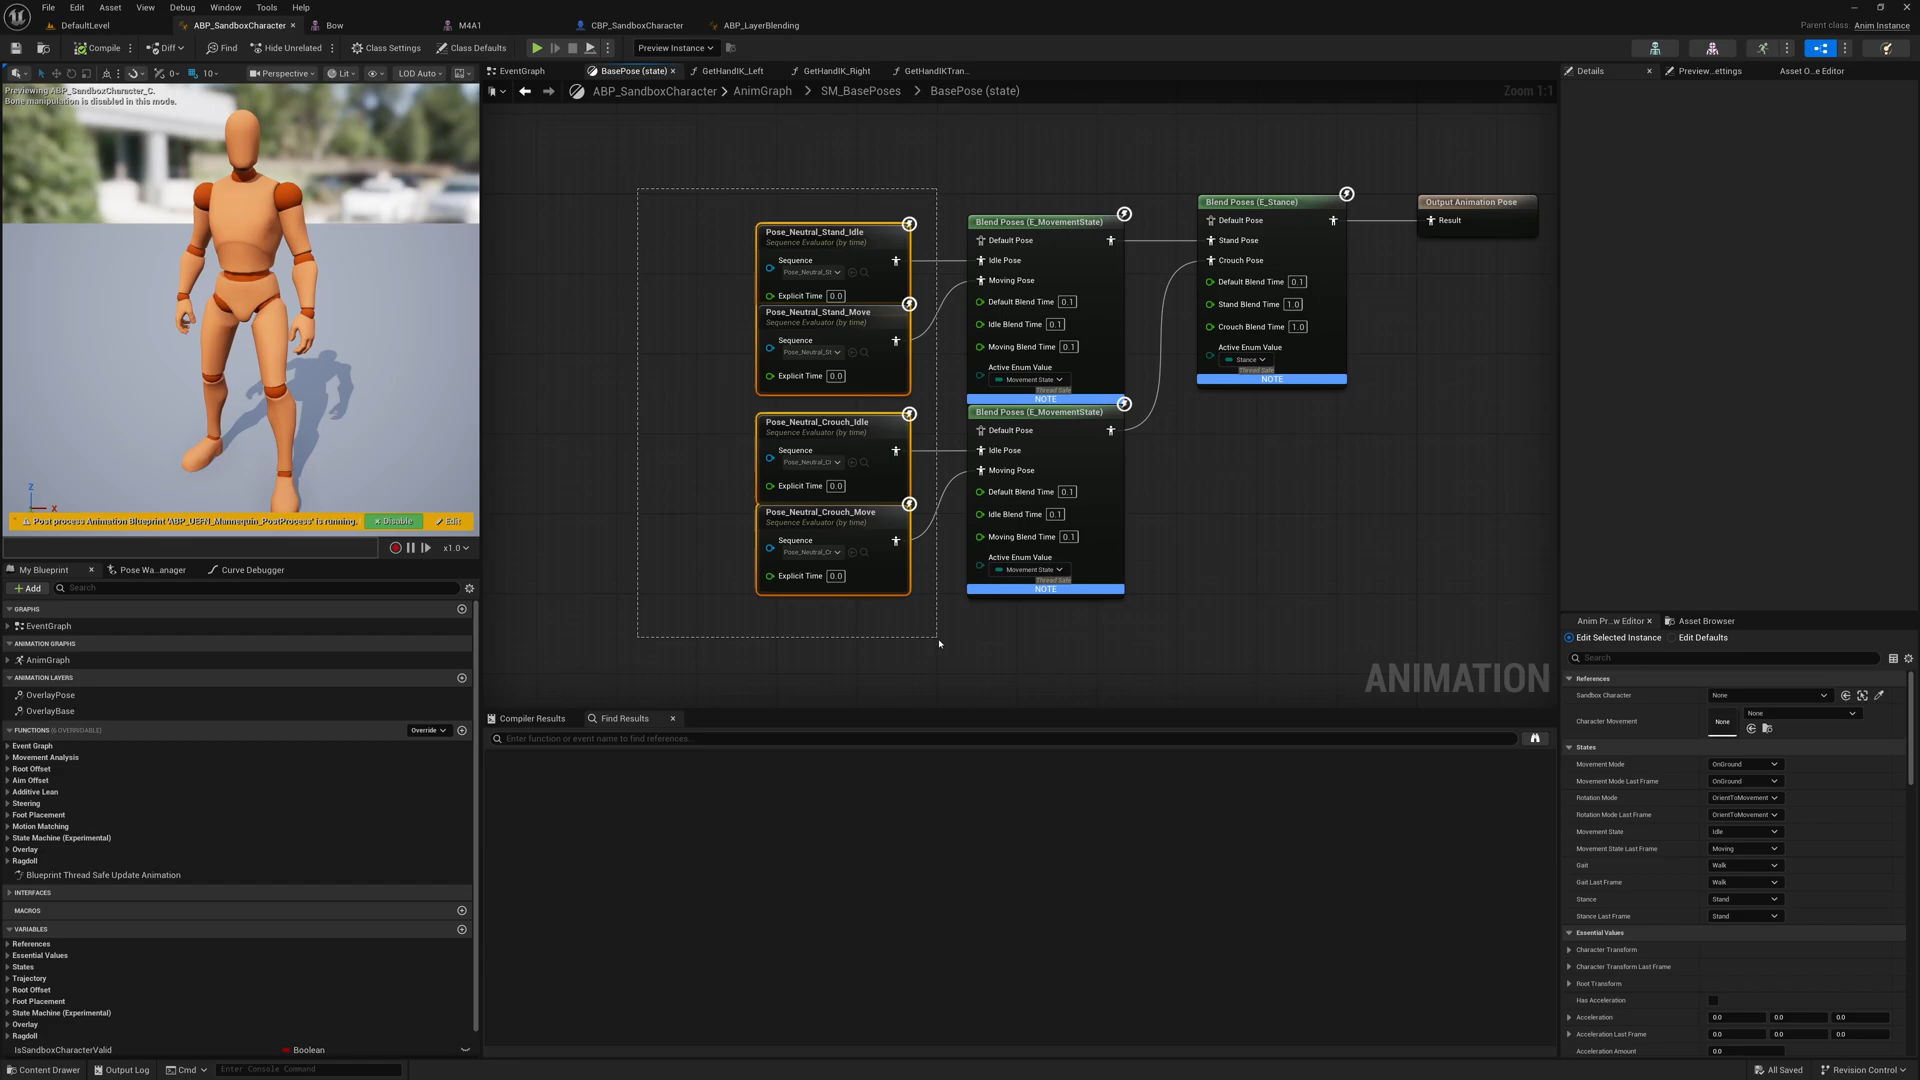 File Edit Asset View Debug Window Tools Help
DefaultLevel ABP_SandboxCharacter Bow M4A1 CBP_SandboxCharacter ABP_LayerBlending
Parent class: Anim Instance
Compile Diff Find Hide Unrelated Class Settings Class Defaults Preview Instance
0 10 Perspective Lit LOD Auto
EventGraph BasePose (state) GetHandIK_Left GetHandIK_Right GetHandIKTran...
Details Preview...ettings Asset O...e Editor
Previewing ABP_SandboxCharacter_C.
Bone manipulation is disabled in this mode.
ABP_SandboxCharacter AnimGraph SM_BasePoses BasePose (state)
Zoom 1:1
Pose_Neutral_Stand_Idle
Sequence Evaluator (by time)
Sequence
Pose_Neutral_St
Explicit Time 0.0
Pose_Neutral_Stand_Move
Sequence Evaluator (by time)
Sequence
Pose_Neutral_St
Explicit Time 0.0
Pose_Neutral_Crouch_Idle
Sequence Evaluator (by time)
Sequence
Pose_Neutral_Cr
Explicit Time 0.0
Pose_Neutral_Crouch_Move
Sequence Evaluator (by time)
Sequence
Pose_Neutral_Cr
Explicit Time 0.0
Blend Poses (E_MovementState)
Default Pose
Idle Pose
Moving Pose
Default Blend Time 0.1
Idle Blend Time 0.1
Moving Blend Time 0.1
Active Enum Value
Movement State
Thread Safe
NOTE
Blend Poses (E_MovementState)
Default Pose
Idle Pose
Moving Pose
Default Blend Time 0.1
Idle Blend Time 0.1
Moving Blend Time 0.1
Active Enum Value
Movement State
Thread Safe
NOTE
Blend Poses (E_Stance)
Default Pose
Stand Pose
Crouch Pose
Default Blend Time 0.1
Stand Blend Time 1.0
Crouch Blend Time 1.0
Active Enum Value
Stance
Thread Safe
NOTE
Output Animation Pose
Result
ANIMATION
Z
X
Post process Animation Blueprint 'ABP_UEFN_Mannequin_PostProcess' is running. Disable Edit
x1.0
My Blueprint Pose Wa...anager Curve Debugger
Add Search
GRAPHS
EventGraph
ANIMATION GRAPHS
AnimGraph
ANIMATION LAYERS
OverlayPose
OverlayBase
FUNCTIONS (6 OVERRIDABLE) Override
Event Graph
Movement Analysis
Root Offset
Aim Offset
Additive Lean
Steering
Foot Placement
Motion Matching
State Machine (Experimental)
Overlay
Ragdoll
Blueprint Thread Safe Update Animation
INTERFACES
MACROS
VARIABLES
References
Essential Values
States
Trajectory
Root Offset
Foot Placement
State Machine (Experimental)
Overlay
Ragdoll
IsSandboxCharacterValid Boolean
Compiler Results Find Results
Enter function or event name to find references...
Anim Pr...w Editor Asset Browser
Edit Selected Instance Edit Defaults
Search
References
Sandbox Character None
Character Movement None None
States
Movement Mode OnGround
Movement Mode Last Frame OnGround
Rotation Mode OrientToMovement
Rotation Mode Last Frame OrientToMovement
Movement State Idle
Movement State Last Frame Moving
Gait Walk
Gait Last Frame Walk
Stance Stand
Stance Last Frame Stand
Essential Values
Character Transform
Character Transform Last Frame
Root Transform
Has Acceleration
Acceleration 0.0 0.0 0.0
Acceleration Last Frame 0.0 0.0 0.0
Acceleration Amount 0.0
Content Drawer Output Log Cmd Enter Console Command
All Saved Revision Control